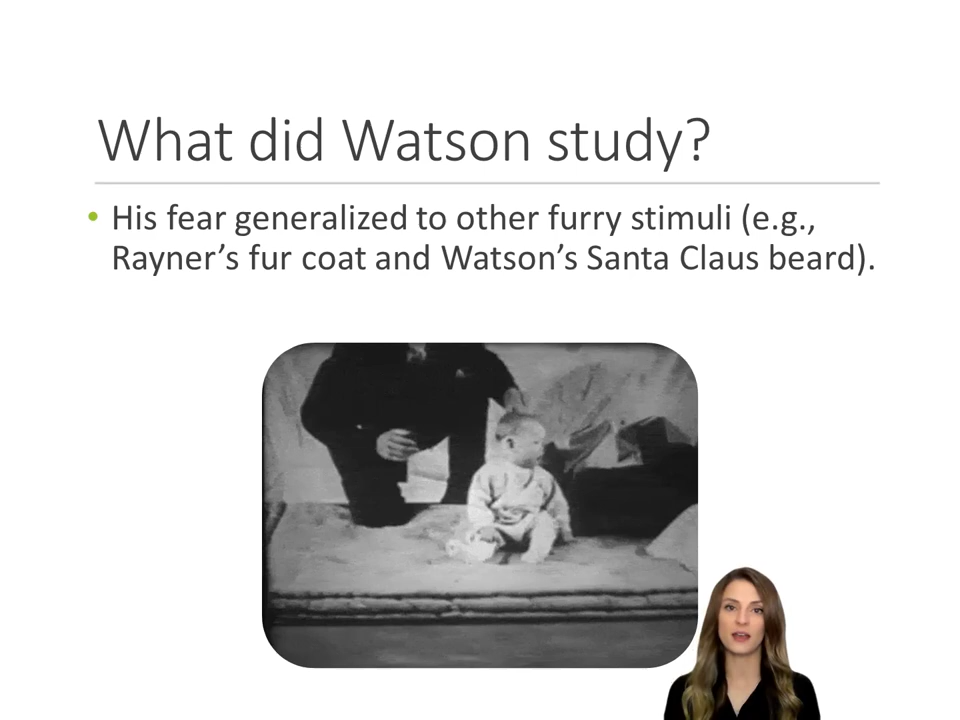 What did Watson study?
• His fear generalized to other furry stimuli (e.g.,
Rayner’s fur coat and Watson’s Santa Claus beard).